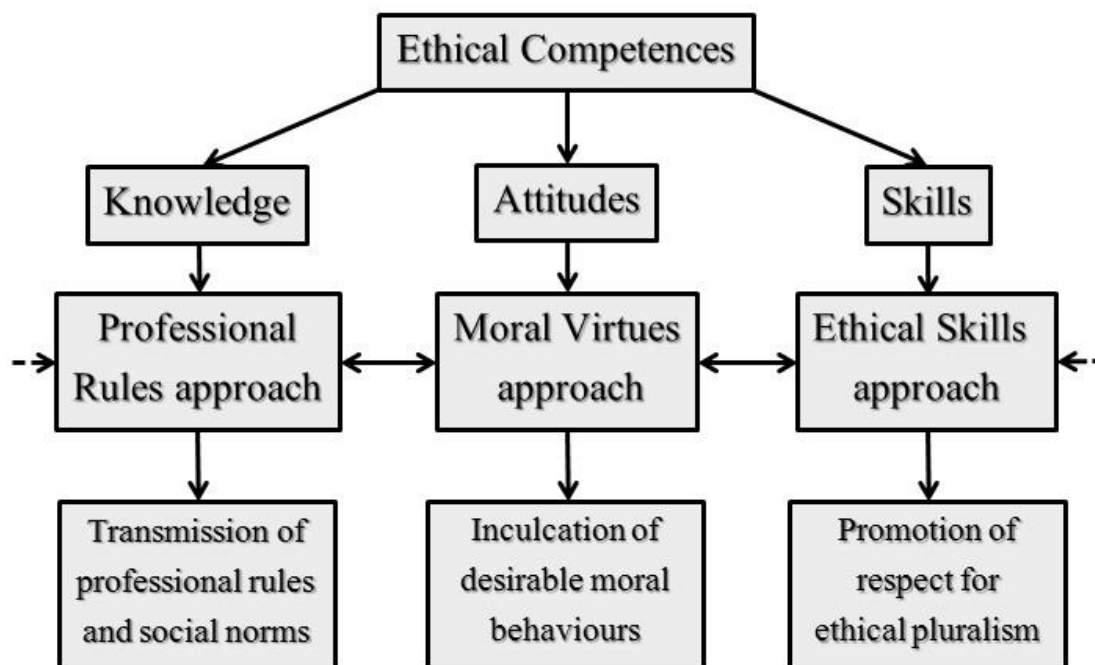 Ethical Competences
Knowledge
Attitudes
Skills
Professional
Rules approach
Moral Virtues
approach
Ethical Skills
approach
Transmission of
professional rules
and social norms
Inculcation of
desirable moral
behaviours
Promotion of
respect for
ethical pluralism